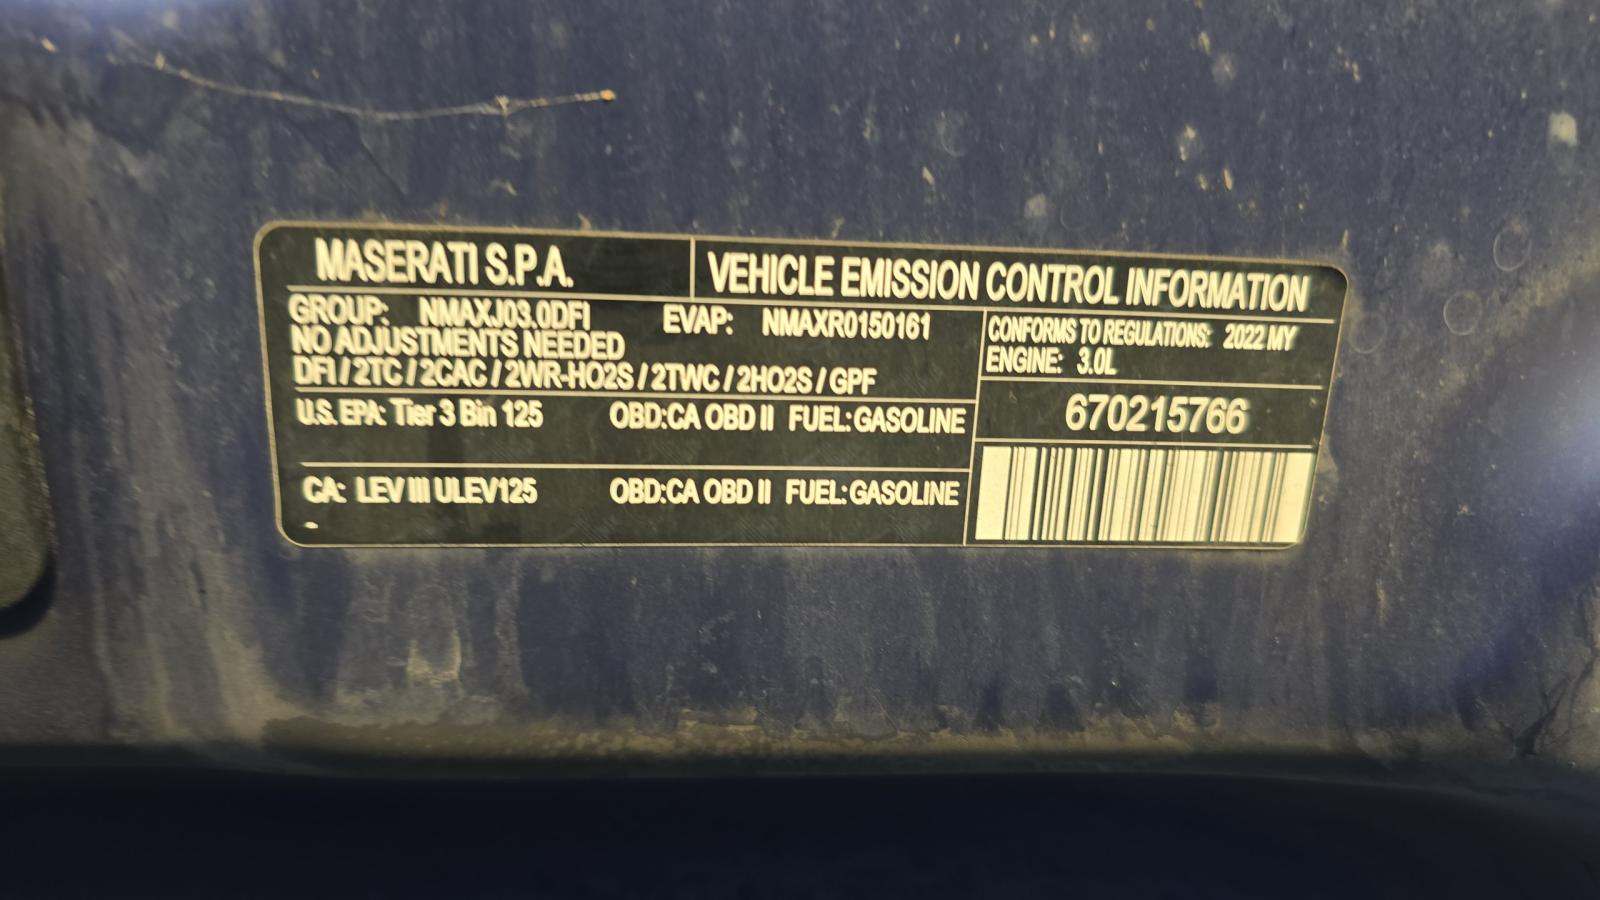 MASERATI S.P.A.
VEHICLE EMISSION CONTROL INFORMATION
GROUP: NMAXJ03.0DFI EVAP: NMAXR0150161
NO ADJUSTMENTS NEEDED
DFI / 2TC / 2CAC / 2WR-HO2S / 2TWC / 2HO2S / GPF
U.S. EPA: Tier 3 Bin 125 OBD:CA OBD II FUEL:GASOLINE
CA: LEV III ULEV125 OBD:CA OBD II FUEL:GASOLINE
CONFORMS TO REGULATIONS: 2022 MY
ENGINE: 3.0L
670215766